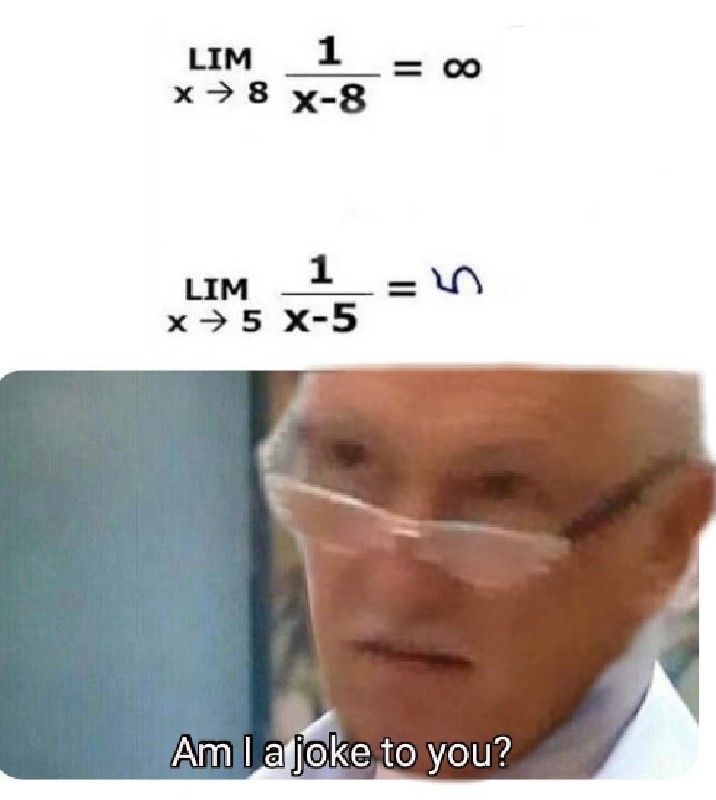 LIM 1/x-8 = ∞
x → 8
LIM 1/x-5 = ᔕ
x → 5
Am I a joke to you?